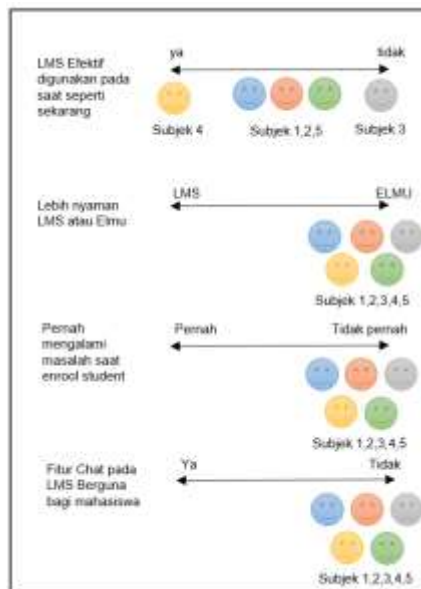 LMS Efektif
digunakan pada
saat seperti
sekarang
ya
tidak
Subjek 4
Subjek 1,2,5
Subjek 3
Lebih nyaman
LMS atau Elmu
LMS
ELMU
Subjek 1,2,3,4,5
Pernah
mengalami
masalah saat
enrool student
Pernah
Tidak pernah
Subjek 1,2,3,4,5
Fitur Chat pada
LMS Berguna
bagi mahasiswa
Ya
Tidak
Subjek 1,2,3,4,5